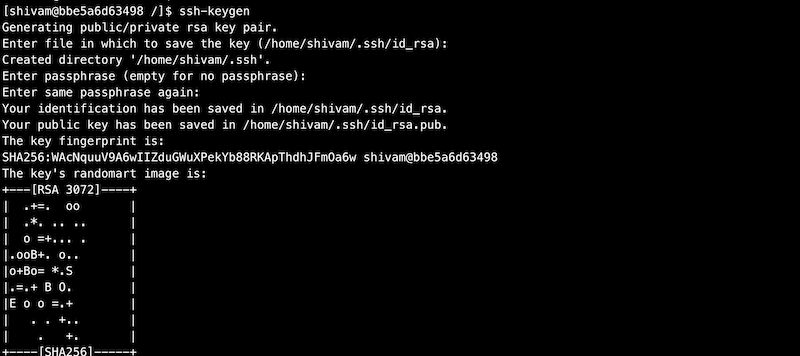 [shivam@bbe5a6d63498 /]$ ssh-keygen
Generating public/private rsa key pair.
Enter file in which to save the key (/home/shivam/.ssh/id_rsa):
Created directory '/home/shivam/.ssh'.
Enter passphrase (empty for no passphrase):
Enter same passphrase again:
Your identification has been saved in /home/shivam/.ssh/id_rsa.
Your public key has been saved in /home/shivam/.ssh/id_rsa.pub.
The key fingerprint is:
SHA256:WAcNquuV9A6wIIZduGWuXPekYb88RKApThdhJFmOa6w shivam@bbe5a6d63498
The key's randomart image is:
+---[RSA 3072]----+
|  .+=.  oo       |
|  .*. .. ..      |
|  o =+... .      |
|.ooB+. o..       |
|o+Bo= *.S        |
|.=.+ B O.        |
|E o o =.+        |
|   . . +..       |
|    .   +.       |
+----[SHA256]-----+